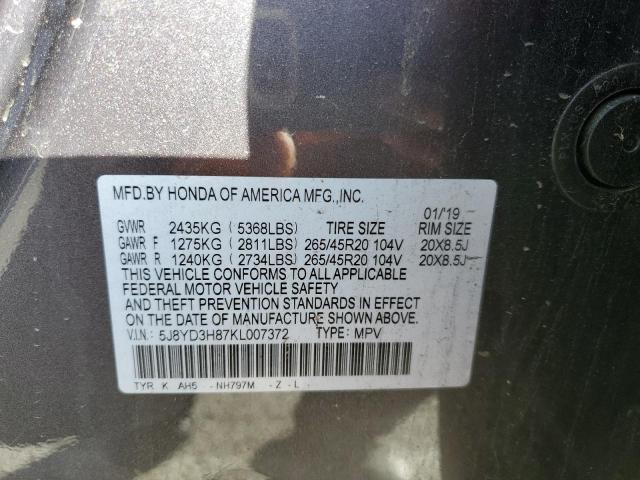 MFD.BY HONDA OF AMERICA MFG.,INC.
01/'19
GVWR 2435KG ( 5368LBS) TIRE SIZE RIM SIZE
GAWR F 1275KG ( 2811LBS) 265/45R20 104V 20X8.5J
GAWR R 1240KG ( 2734LBS) 265/45R20 104V 20X8.5J
THIS VEHICLE CONFORMS TO ALL APPLICABLE
FEDERAL MOTOR VEHICLE SAFETY
AND THEFT PREVENTION STANDARDS IN EFFECT
ON THE DATE OF MANUFACTURE SHOWN ABOVE.
V.I.N.: 5J8YD3H87KL007372 TYPE: MPV
TYR K AH5 -NH797M -Z-L